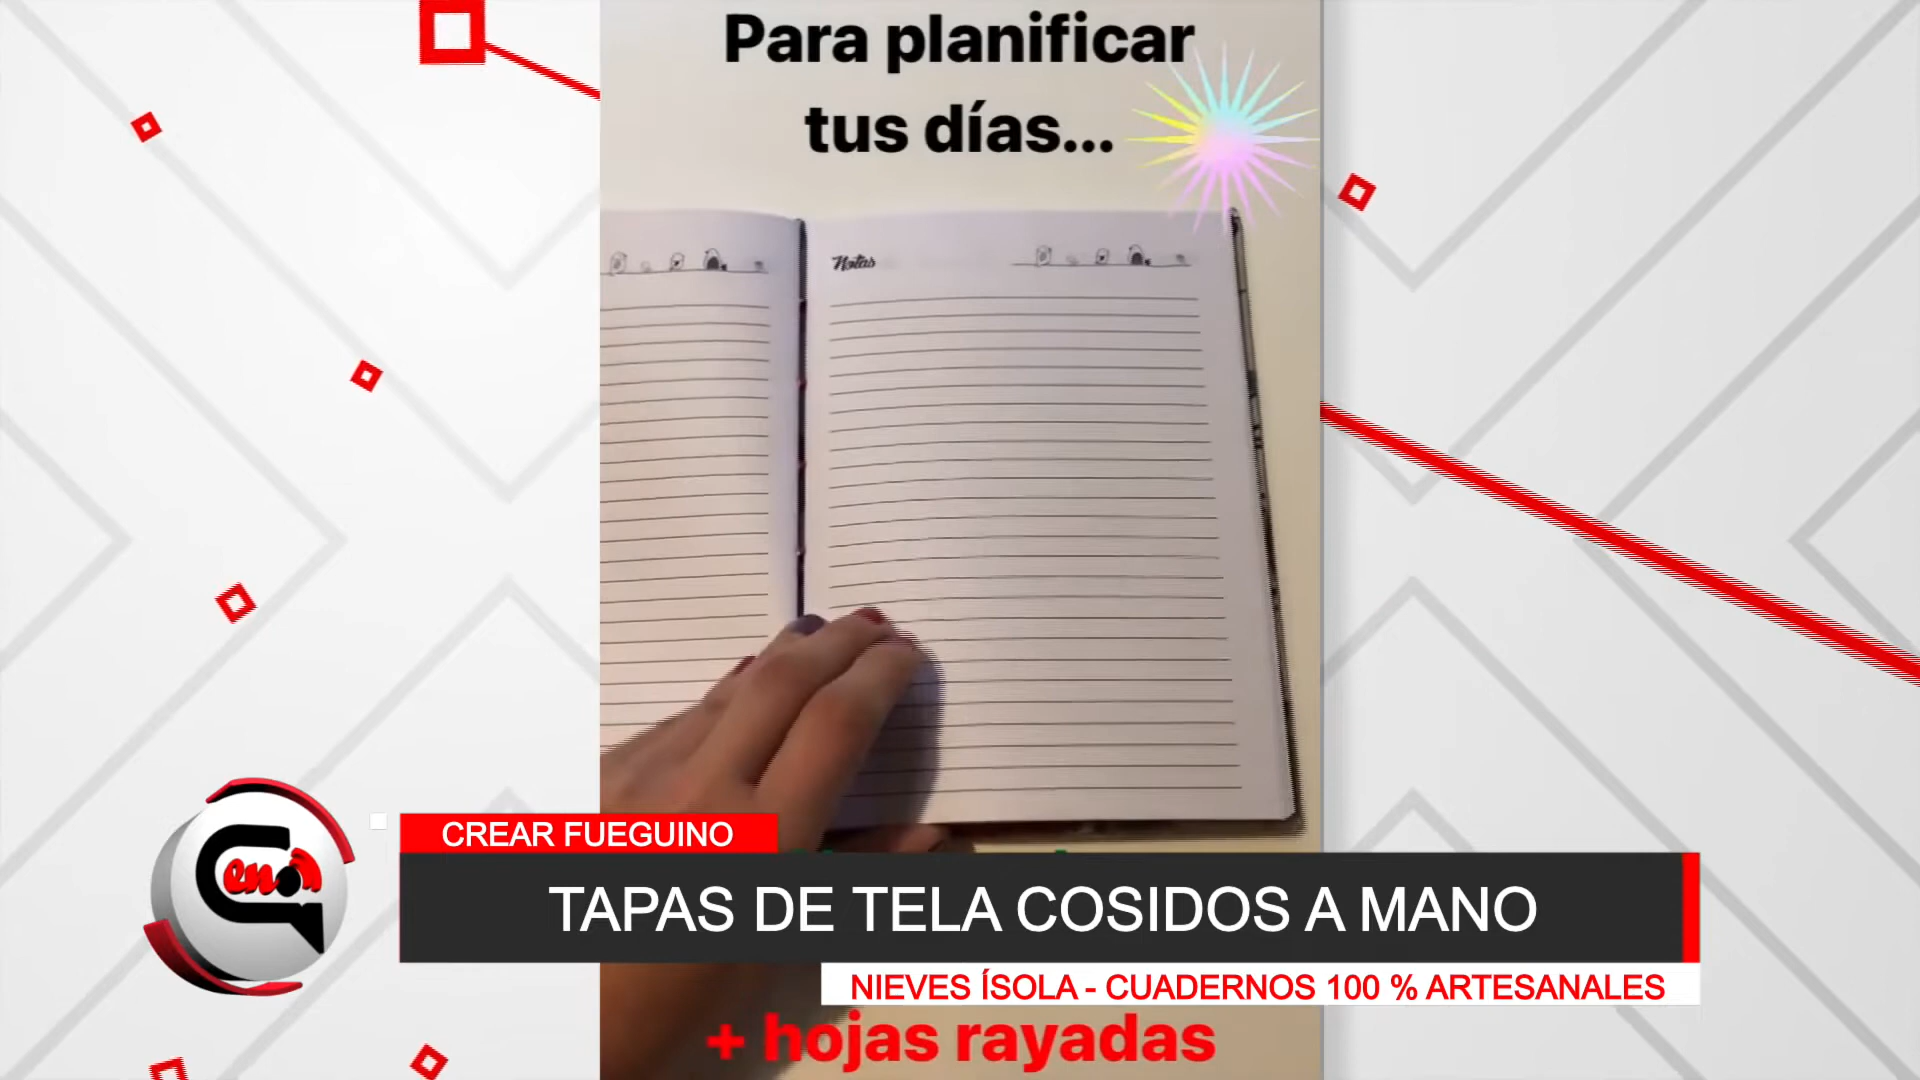 Para planificar
tus días...
Notas
en
CREAR FUEGUINO
TAPAS DE TELA COSIDOS A MANO
NIEVES ÍSOLA - CUADERNOS 100 % ARTESANALES
+ hojas rayadas